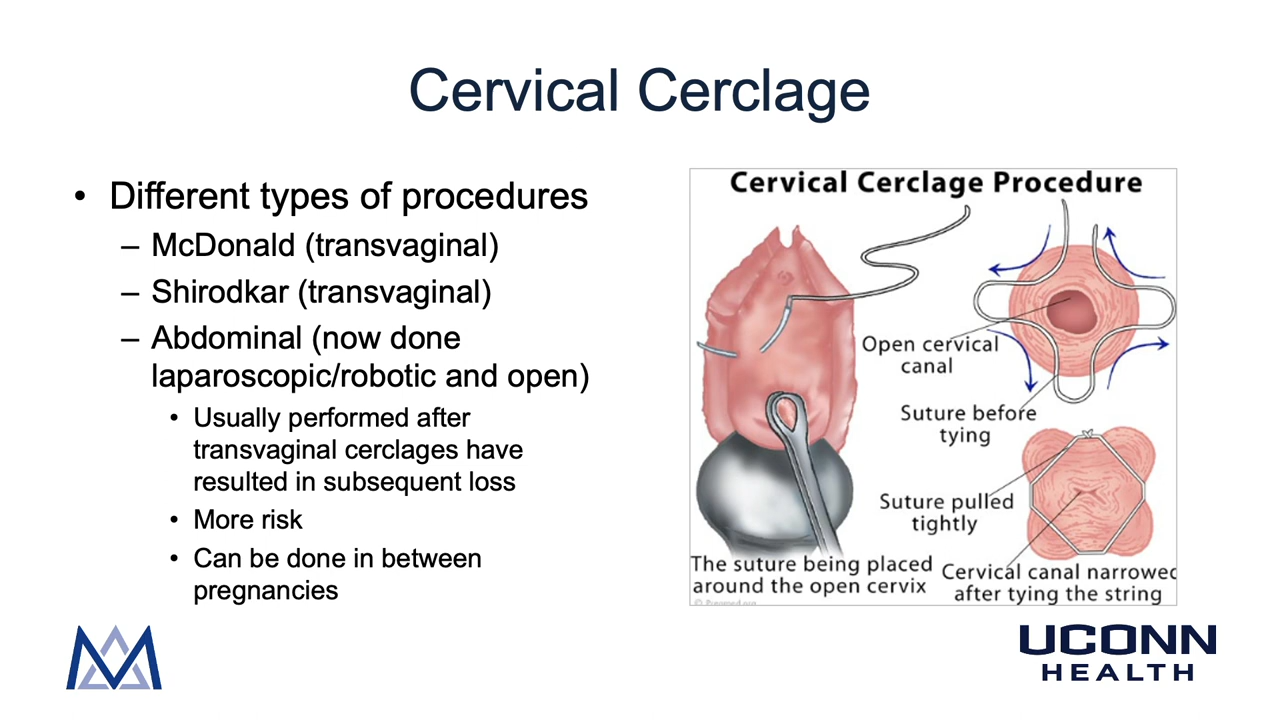 Cervical Cerclage
• Different types of procedures
– McDonald (transvaginal)
– Shirodkar (transvaginal)
– Abdominal (now done
laparoscopic/robotic and open)
• Usually performed after
transvaginal cerclages have
resulted in subsequent loss
• More risk
• Can be done in between
pregnancies
Cervical Cerclage Procedure
Open cervical
canal
Suture before
tying
Suture pulled
tightly
The suture being placed
around the open cervix
Cervical canal narrowed
after tying the string
UCONN
HEALTH